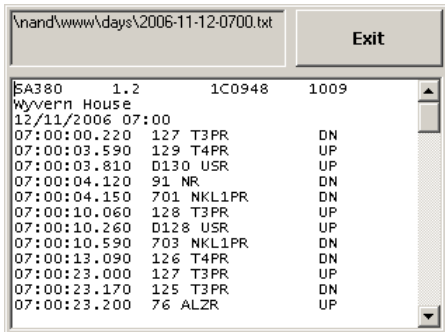 \nand\www\days\2006-11-12-0700.txt
Exit
SA380 1.2 1C0948 1009
Wyvern House
12/11/2006 07:00
07:00:00.220 127 T3PR DN
07:00:03.590 129 T4PR UP
07:00:03.810 D130 USR UP
07:00:04.120 91 NR DN
07:00:04.150 701 NKL1PR DN
07:00:10.060 128 T3PR UP
07:00:10.260 D128 USR UP
07:00:10.590 703 NKL1PR DN
07:00:13.090 126 T4PR DN
07:00:23.000 127 T3PR UP
07:00:23.170 125 T3PR DN
07:00:23.200 76 ALZR UP